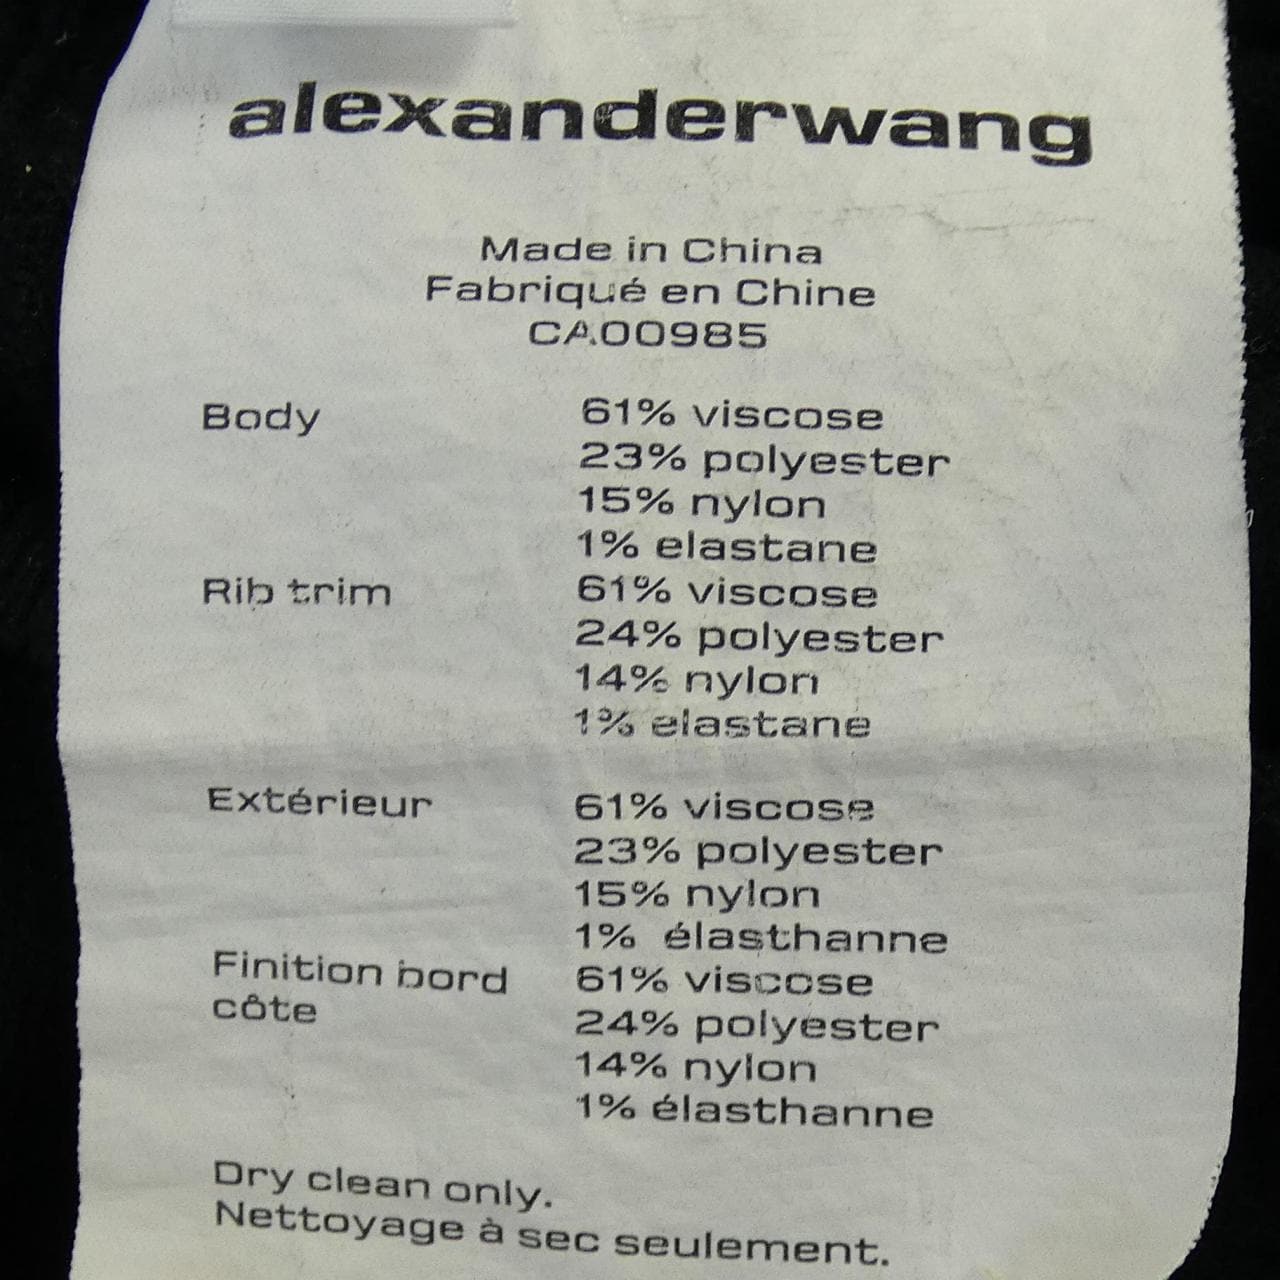 alexanderwang
Made in China
Fabriqué en Chine
CA00985
Body 61% viscose
23% polyester
15% nylon
1% elastane
Rib trim 61% viscose
24% polyester
14% nylon
1% elastane
Extérieur 61% viscose
23% polyester
15% nylon
1% élasthanne
Finition bord 61% viscose
côte 24% polyester
14% nylon
1% élasthanne
Dry clean only.
Nettoyage à sec seulement.